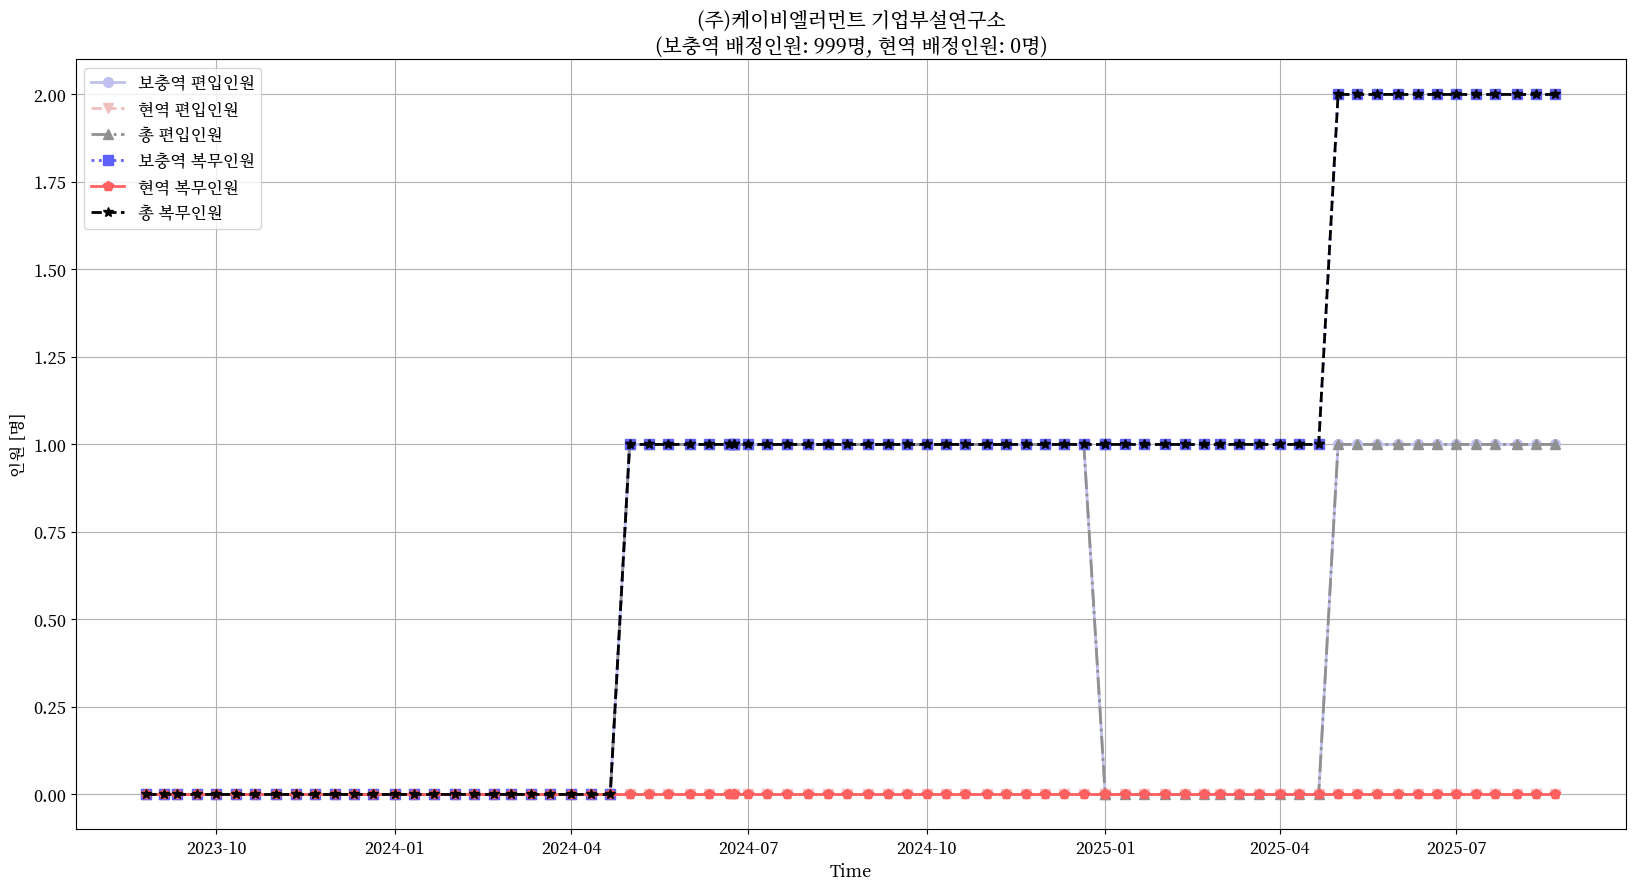 (주)케이비엘러먼트 기업부설연구소
(보충역 배정인원: 999명, 현역 배정인원: 0명)
보충역 편입인원
현역 편입인원
총 편입인원
보충역 복무인원
현역 복무인원
총 복무인원
2.00
1.75
1.50
1.25
1.00
0.75
0.50
0.25
0.00
인원 [명]
2023-10
2024-01
2024-04
2024-07
2024-10
2025-01
2025-04
2025-07
Time